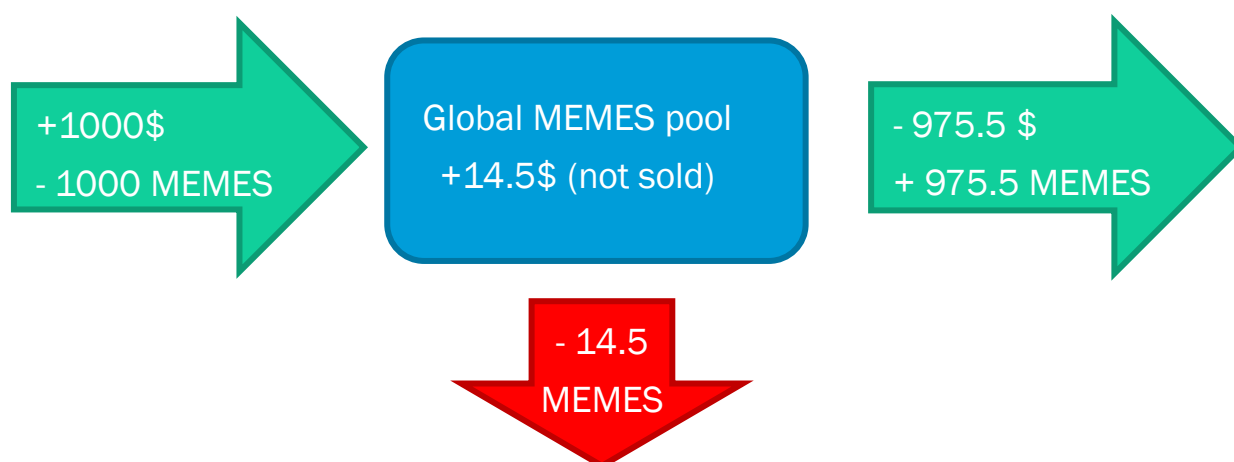 +1000$
- 1000 MEMES
Global MEMES pool
+14.5$ (not sold)
- 975.5 $
+ 975.5 MEMES
- 14.5
MEMES